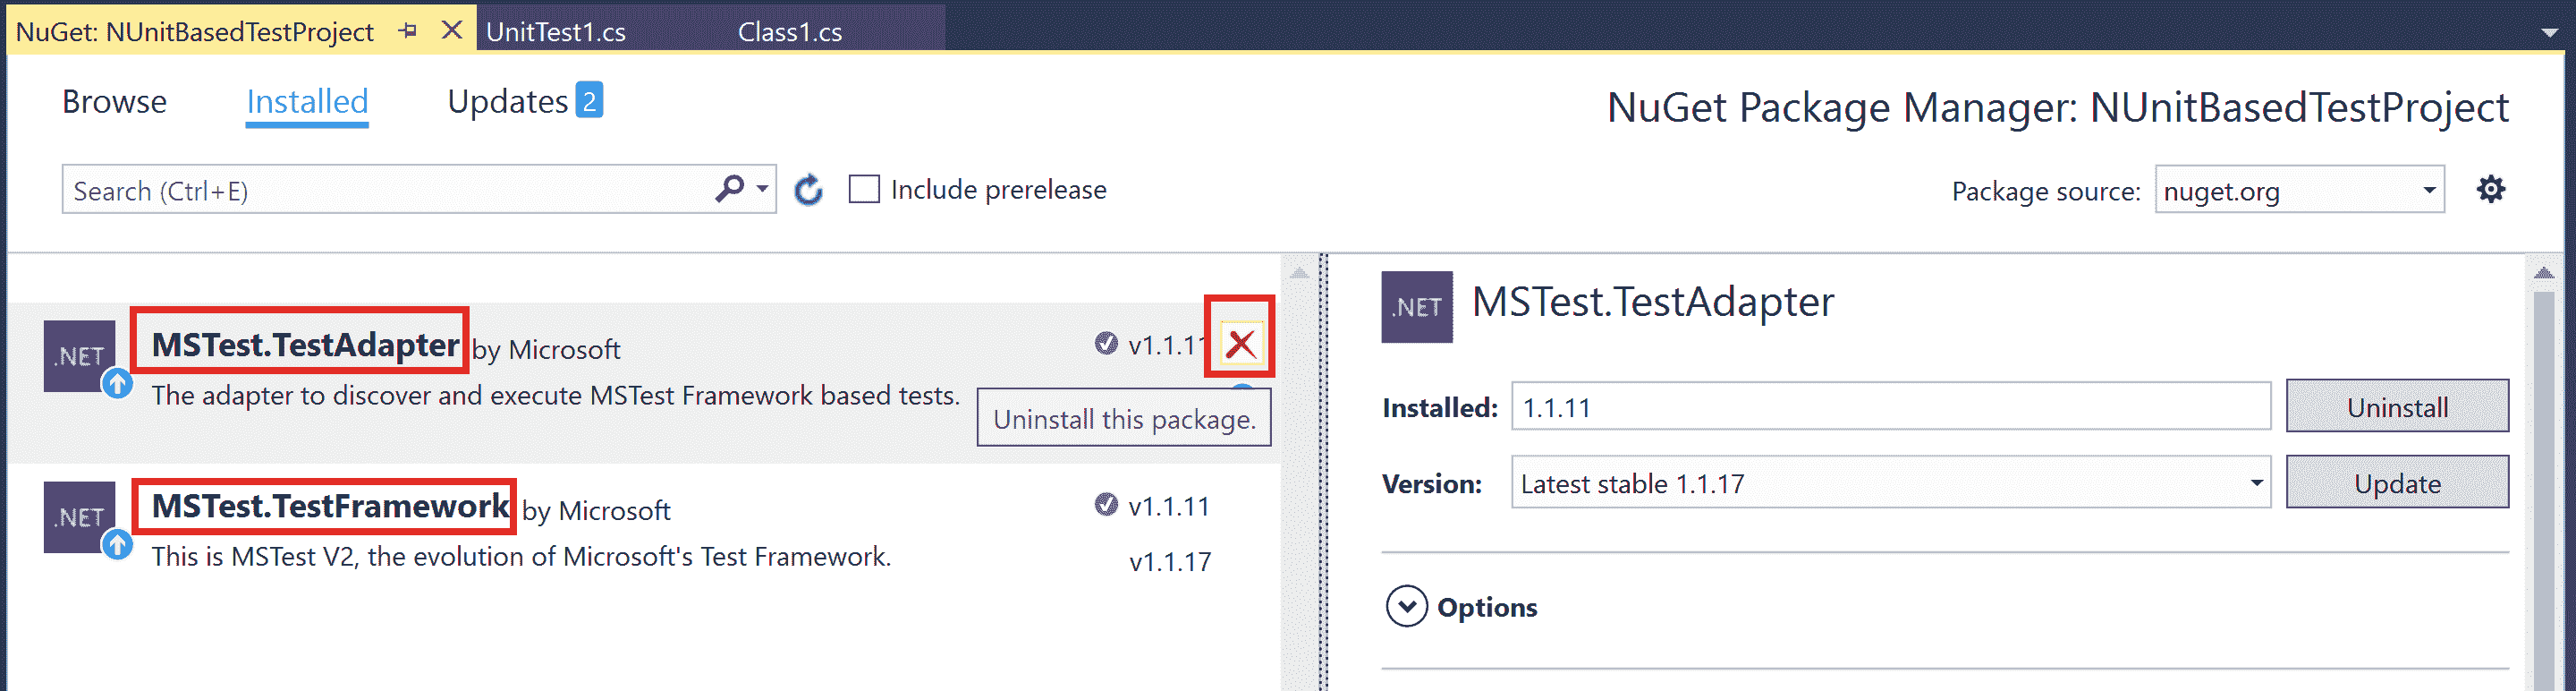 NuGet: NUnitBasedTestProject
UnitTest1.cs
Class1.cs
Browse
Installed
Updates 2
NuGet Package Manager: NUnitBasedTestProject
Search (Ctrl+E)
Include prerelease
Package source: nuget.org
.NET
MSTest.TestAdapter by Microsoft
v1.1.11
The adapter to discover and execute MSTest Framework based tests.
Uninstall this package.
.NET
MSTest.TestFramework by Microsoft
v1.1.11
This is MSTest V2, the evolution of Microsoft's Test Framework.
v1.1.17
.NET
MSTest.TestAdapter
Installed: 1.1.11 Uninstall
Version: Latest stable 1.1.17 Update
Options